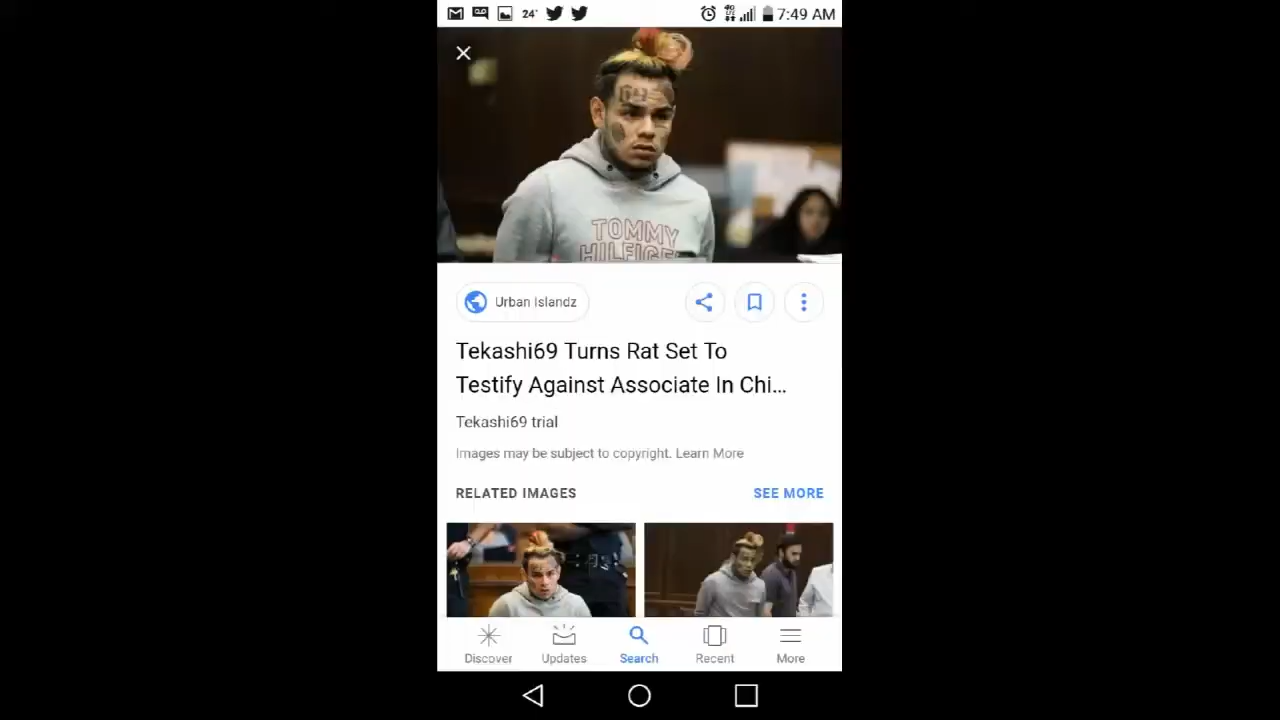 24°
7:49 AM
69
TOMMY
HILFIGER
Urban Islandz
Tekashi69 Turns Rat Set To
Testify Against Associate In Chi...
Tekashi69 trial
Images may be subject to copyright. Learn More
RELATED IMAGES
SEE MORE
Discover
Updates
Search
Recent
More